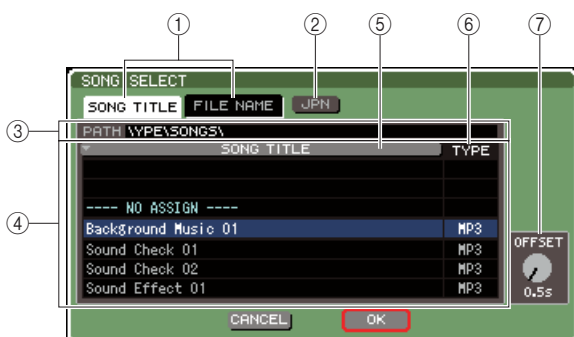 ① ② ⑤ ⑥ ⑦
SONG SELECT
SONG TITLE FILE NAME JPN
③ PATH \YPE\SONGS\
SONG TITLE TYPE
④
---- NO ASSIGN ----
Background Music 01 MP3
Sound Check 01 MP3
Sound Check 02 MP3
Sound Effect 01 MP3
OFFSET
0.5s
CANCEL OK